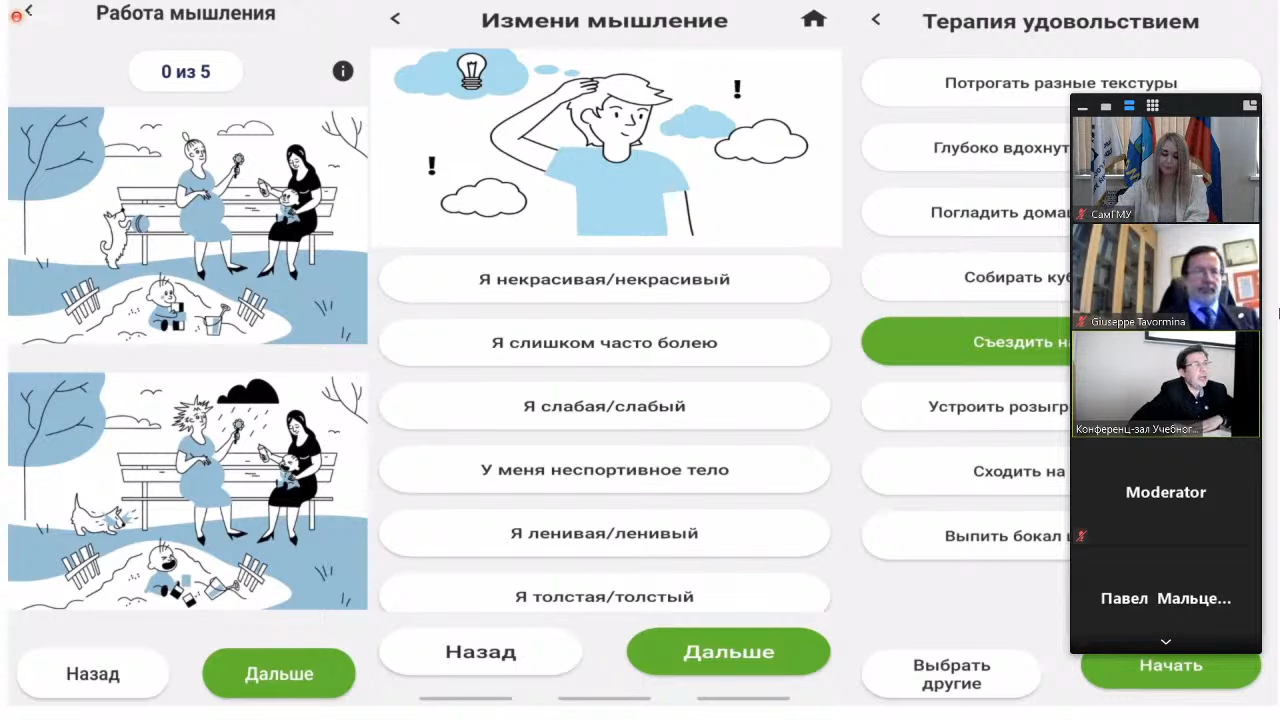 Работа мышления
0 из 5
Назад
Дальше
Измени мышление
!
!
Я некрасивая/некрасивый
Я слишком часто болею
Я слабая/слабый
У меня неспортивное тело
Я ленивая/ленивый
Я толстая/толстый
Назад
Дальше
Терапия удовольствием
Потрогать разные текстуры
Глубоко вдохнут
Погладить дома
Собирать куб
Съездить на
Устроить розыгр
Сходить на
Выпить бокал
Выбрать
другие
Начать
СамГМУ
Giuseppe Tavormina
Конференц-зал Учебног...
Moderator
Павел Мальце...